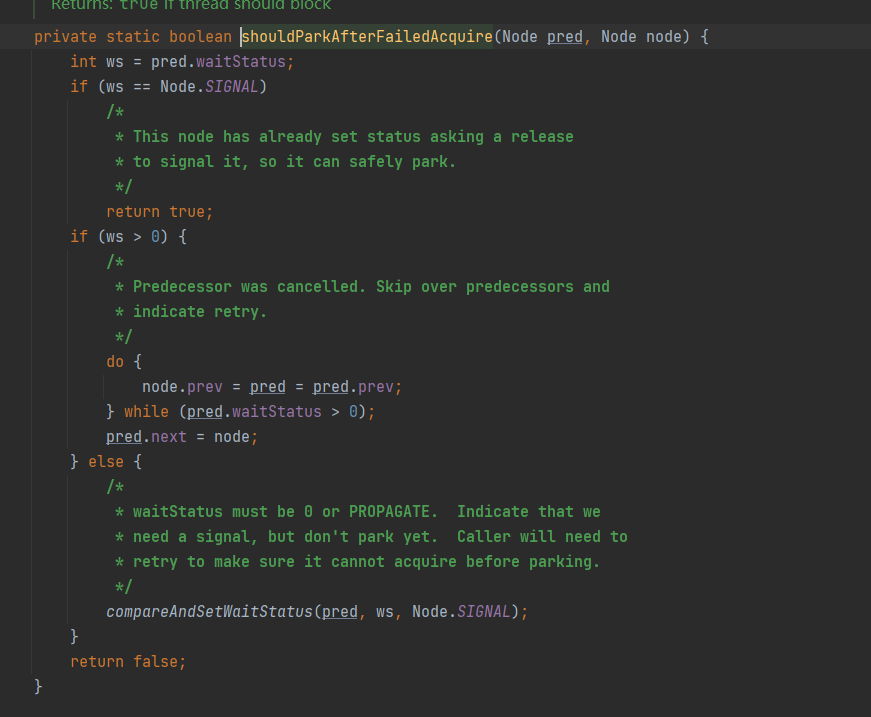 Returns: true if thread should block
private static boolean shouldParkAfterFailedAcquire(Node pred, Node node) {
    int ws = pred.waitStatus;
    if (ws == Node.SIGNAL)
        /*
         * This node has already set status asking a release
         * to signal it, so it can safely park.
         */
        return true;
    if (ws > 0) {
        /*
         * Predecessor was cancelled. Skip over predecessors and
         * indicate retry.
         */
        do {
            node.prev = pred = pred.prev;
        } while (pred.waitStatus > 0);
        pred.next = node;
    } else {
        /*
         * waitStatus must be 0 or PROPAGATE.  Indicate that we
         * need a signal, but don't park yet.  Caller will need to
         * retry to make sure it cannot acquire before parking.
         */
        compareAndSetWaitStatus(pred, ws, Node.SIGNAL);
    }
    return false;
}